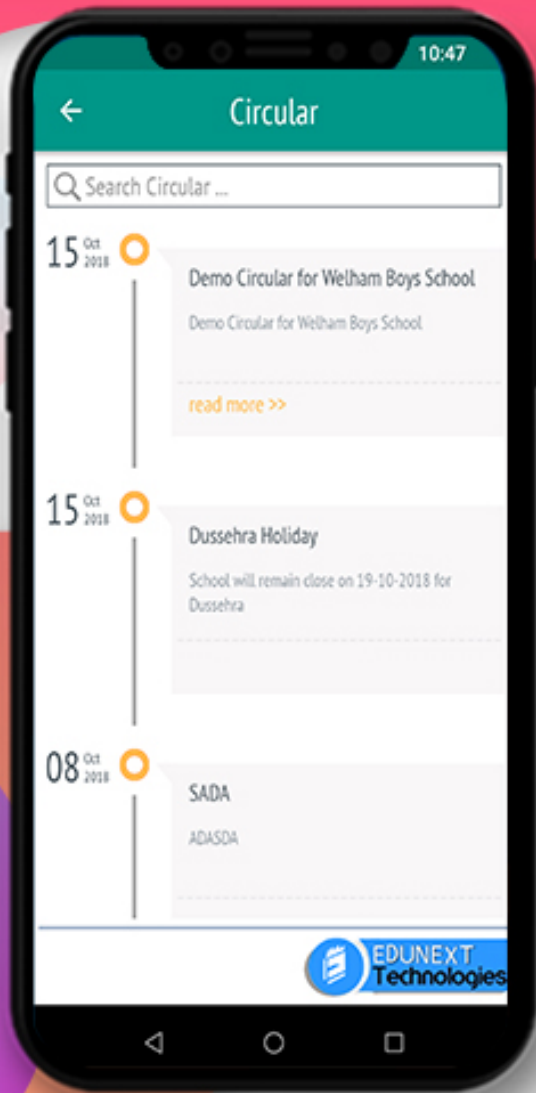 10:47
Circular
Search Circular ...
15 Oct 2018
Demo Circular for Welham Boys School
Demo Circular for Welham Boys School
read more >>
15 Oct 2018
Dussehra Holiday
School will remain close on 19-10-2018 for
Dussehra
08 Oct 2018
SADA
ADASDA
EDUNEXT
Technologies